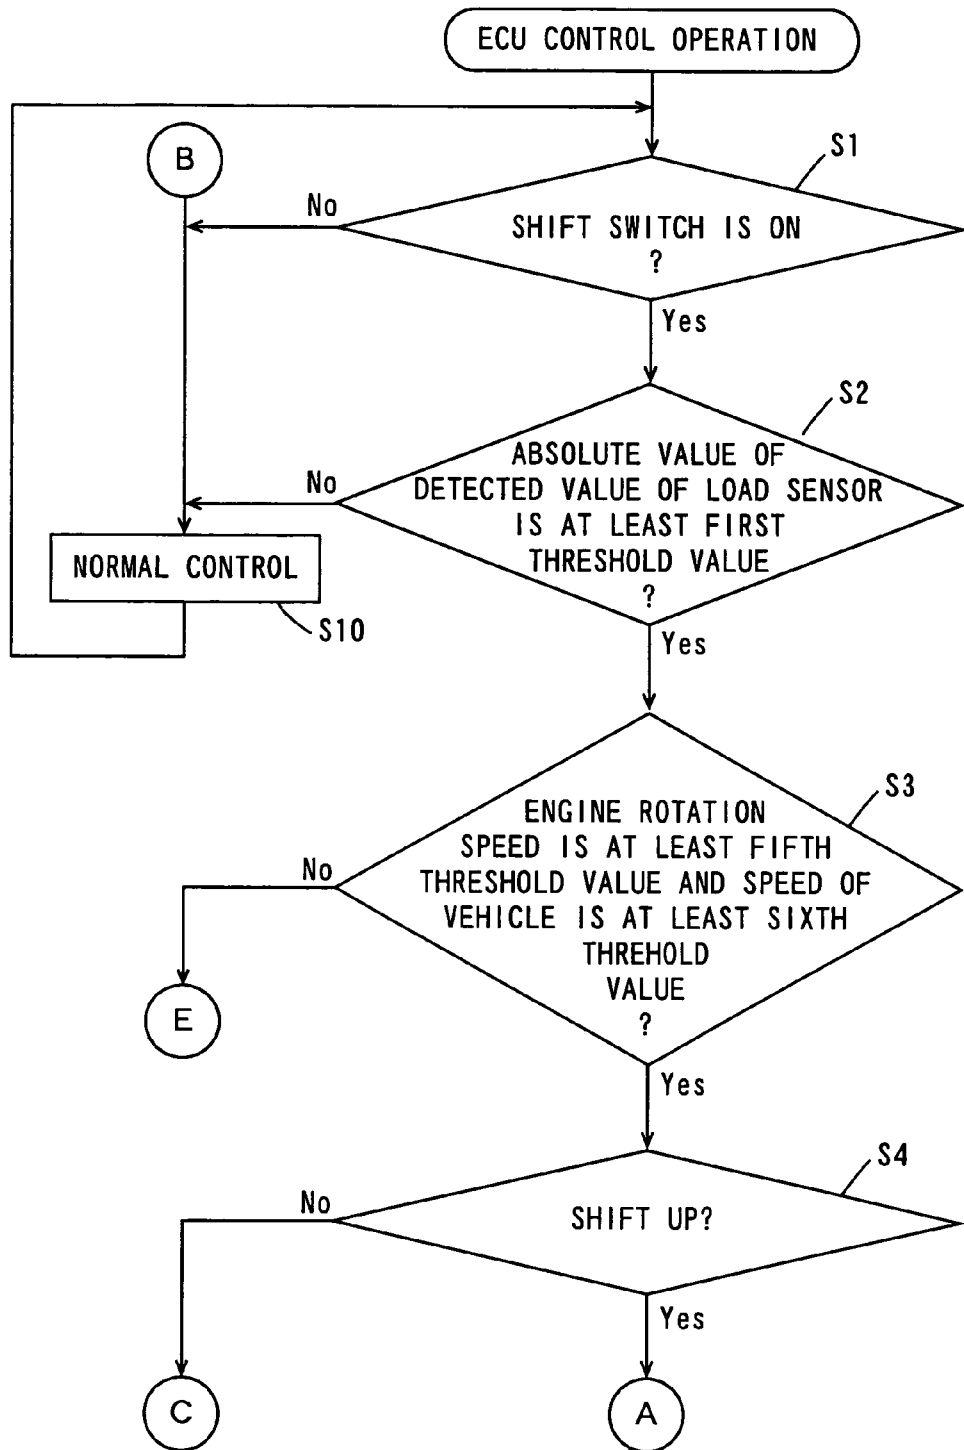 ECU CONTROL OPERATION
B
S1
No
SHIFT SWITCH IS ON
?
Yes
S2
No
ABSOLUTE VALUE OF
DETECTED VALUE OF LOAD SENSOR
IS AT LEAST FIRST
THRESHOLD VALUE
?
NORMAL CONTROL
S10
Yes
S3
No
ENGINE ROTATION
SPEED IS AT LEAST FIFTH
THRESHOLD VALUE AND SPEED OF
VEHICLE IS AT LEAST SIXTH
THREHOLD
VALUE
?
E
Yes
S4
No
SHIFT UP?
Yes
C
A